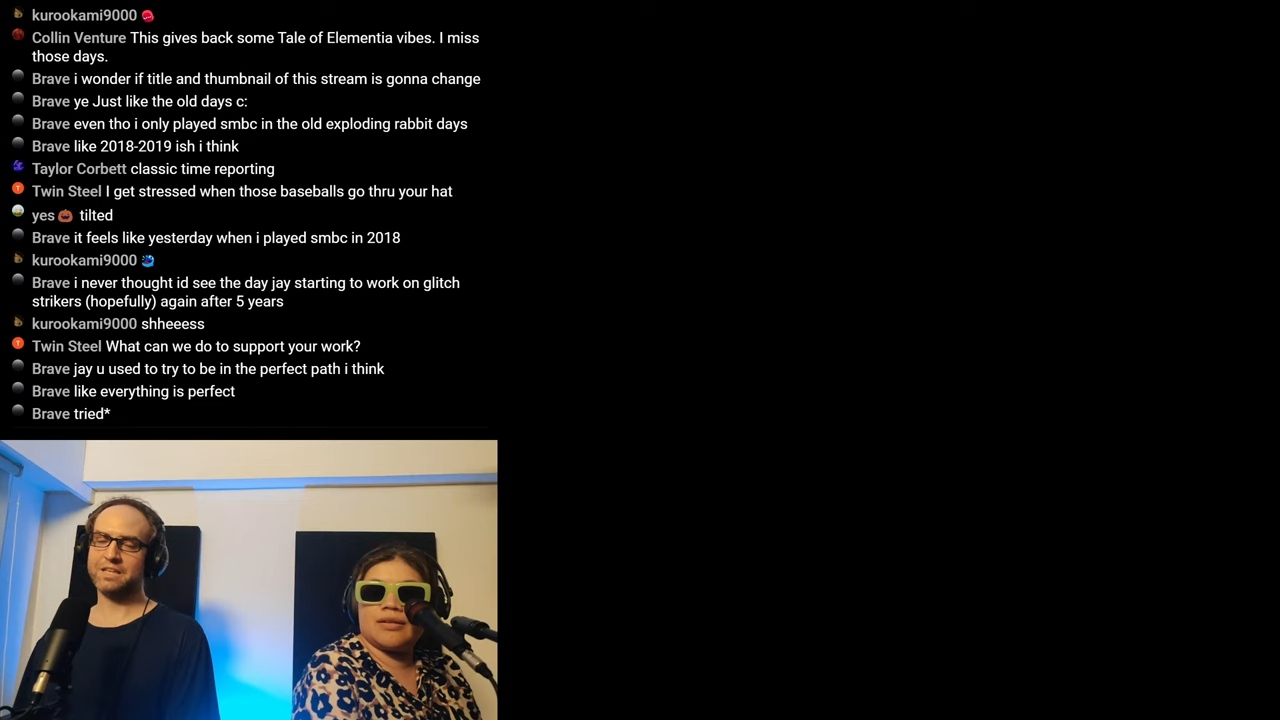 kurookami9000
Collin Venture This gives back some Tale of Elementia vibes. I miss
those days.
Brave i wonder if title and thumbnail of this stream is gonna change
Brave ye Just like the old days c:
Brave even tho i only played smbc in the old exploding rabbit days
Brave like 2018-2019 ish i think
Taylor Corbett classic time reporting
T Twin Steel I get stressed when those baseballs go thru your hat
yes tilted
Brave it feels like yesterday when i played smbc in 2018
kurookami9000
Brave i never thought id see the day jay starting to work on glitch
strikers (hopefully) again after 5 years
kurookami9000 shheeess
T Twin Steel What can we do to support your work?
Brave jay u used to try to be in the perfect path i think
Brave like everything is perfect
Brave tried*